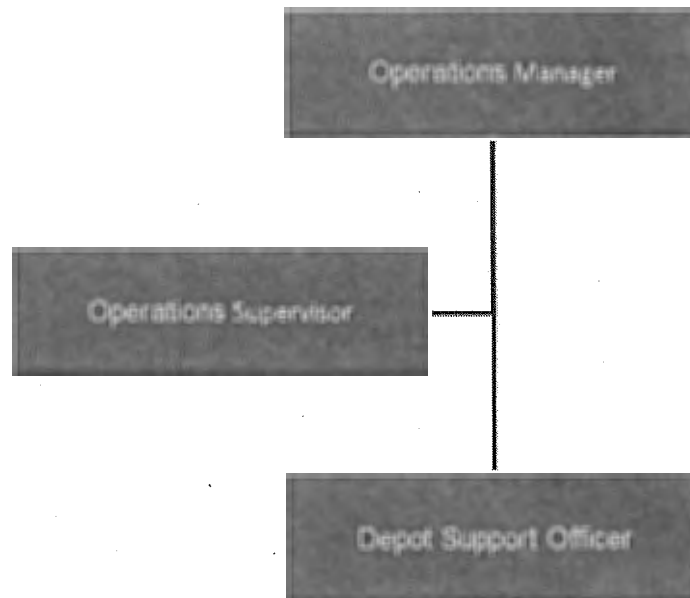 Operations Manager
Operations Supervisor
Depot Support Officer